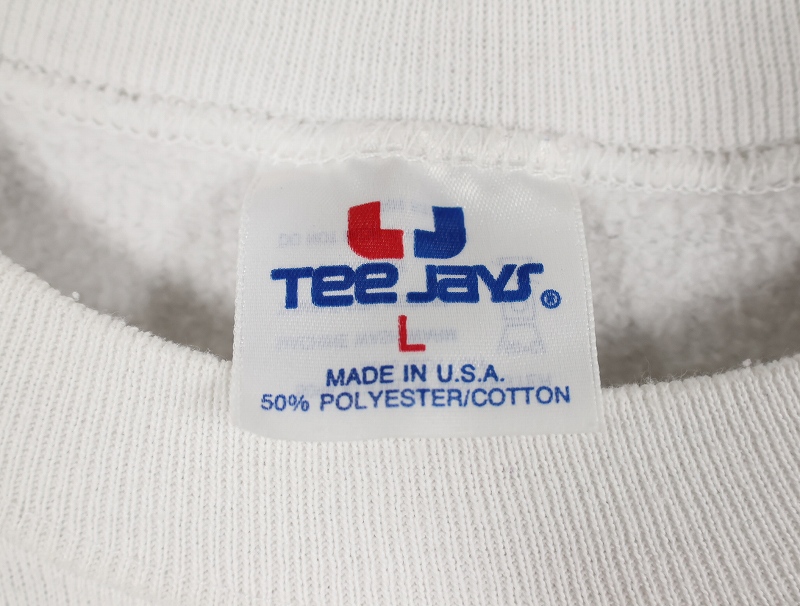 TEE JAYS®
L
MADE IN U.S.A.
50% POLYESTER/COTTON